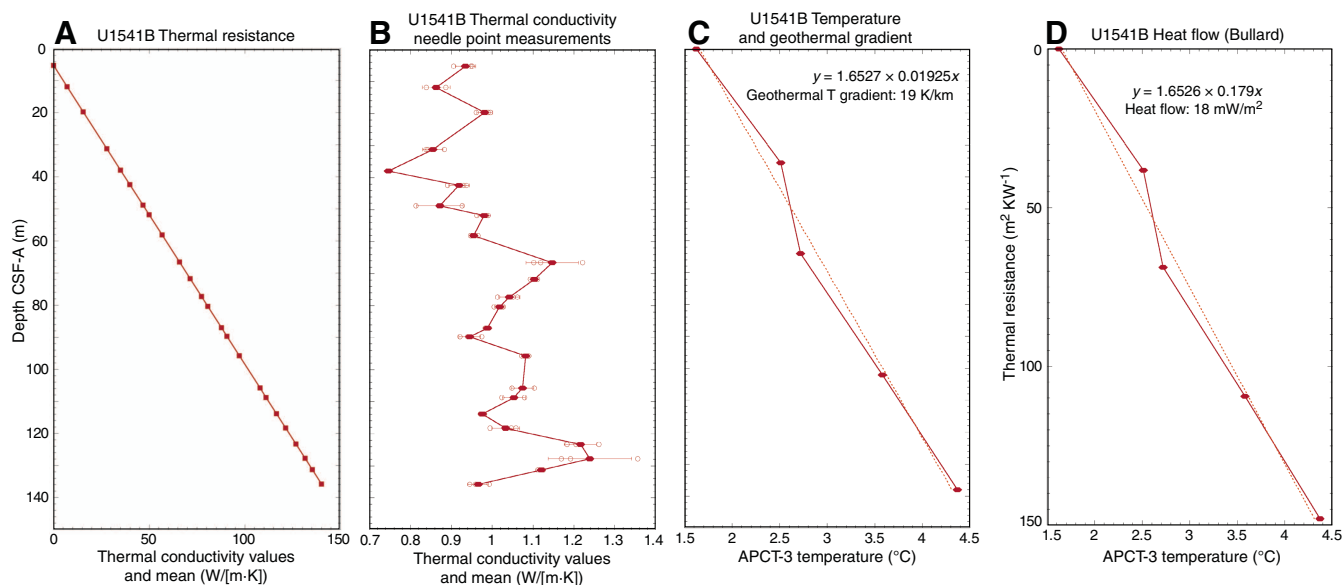 A
U1541B Thermal resistance
0
20
40
60
80
100
120
140
Depth CSF-A (m)
0
50
100
150
Thermal conductivity values
and mean (W/[m·K])
B
U1541B Thermal conductivity
needle point measurements
0.7
0.8
0.9
1
1.1
1.2
1.3
1.4
Thermal conductivity values
and mean (W/[m·K])
C
U1541B Temperature
and geothermal gradient
y = 1.6527 × 0.01925x
Geothermal T gradient: 19 K/km
1.5
2
2.5
3
3.5
4
4.5
APCT-3 temperature (°C)
D
U1541B Heat flow (Bullard)
y = 1.6526 × 0.179x
Heat flow: 18 mW/m²
0
50
100
150
Thermal resistance (m² KW⁻¹)
1.5
2
2.5
3
3.5
4
4.5
APCT-3 temperature (°C)